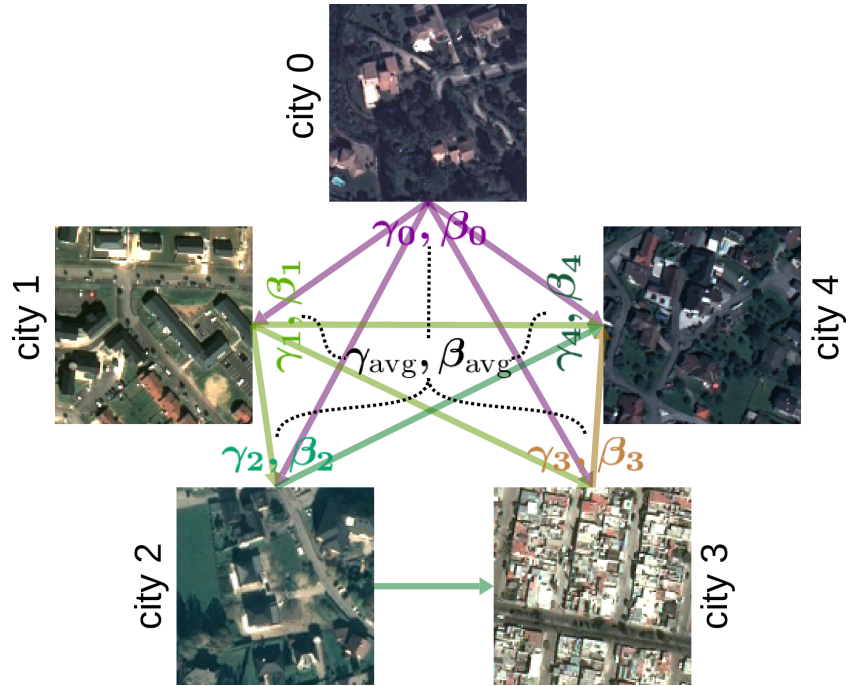 city 0
γ₀, β₀
city 1
γ₁, β₁
γ₄, β₄
city 4
γavg, βavg
γ₂, β₂
γ₃, β₃
city 2
city 3